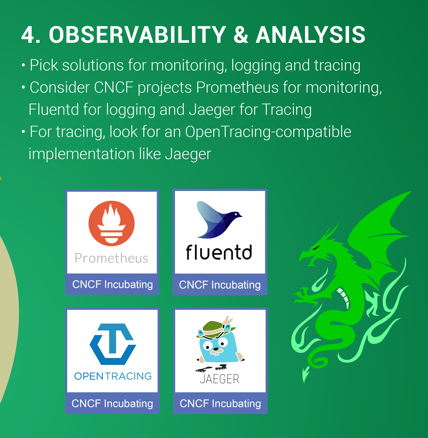 4. OBSERVABILITY & ANALYSIS
• Pick solutions for monitoring, logging and tracing
• Consider CNCF projects Prometheus for monitoring,
Fluentd for logging and Jaeger for Tracing
• For tracing, look for an OpenTracing-compatible
implementation like Jaeger
Prometheus
fluentd
CNCF Incubating
CNCF Incubating
OPENTRACING
JAEGER
CNCF Incubating
CNCF Incubating